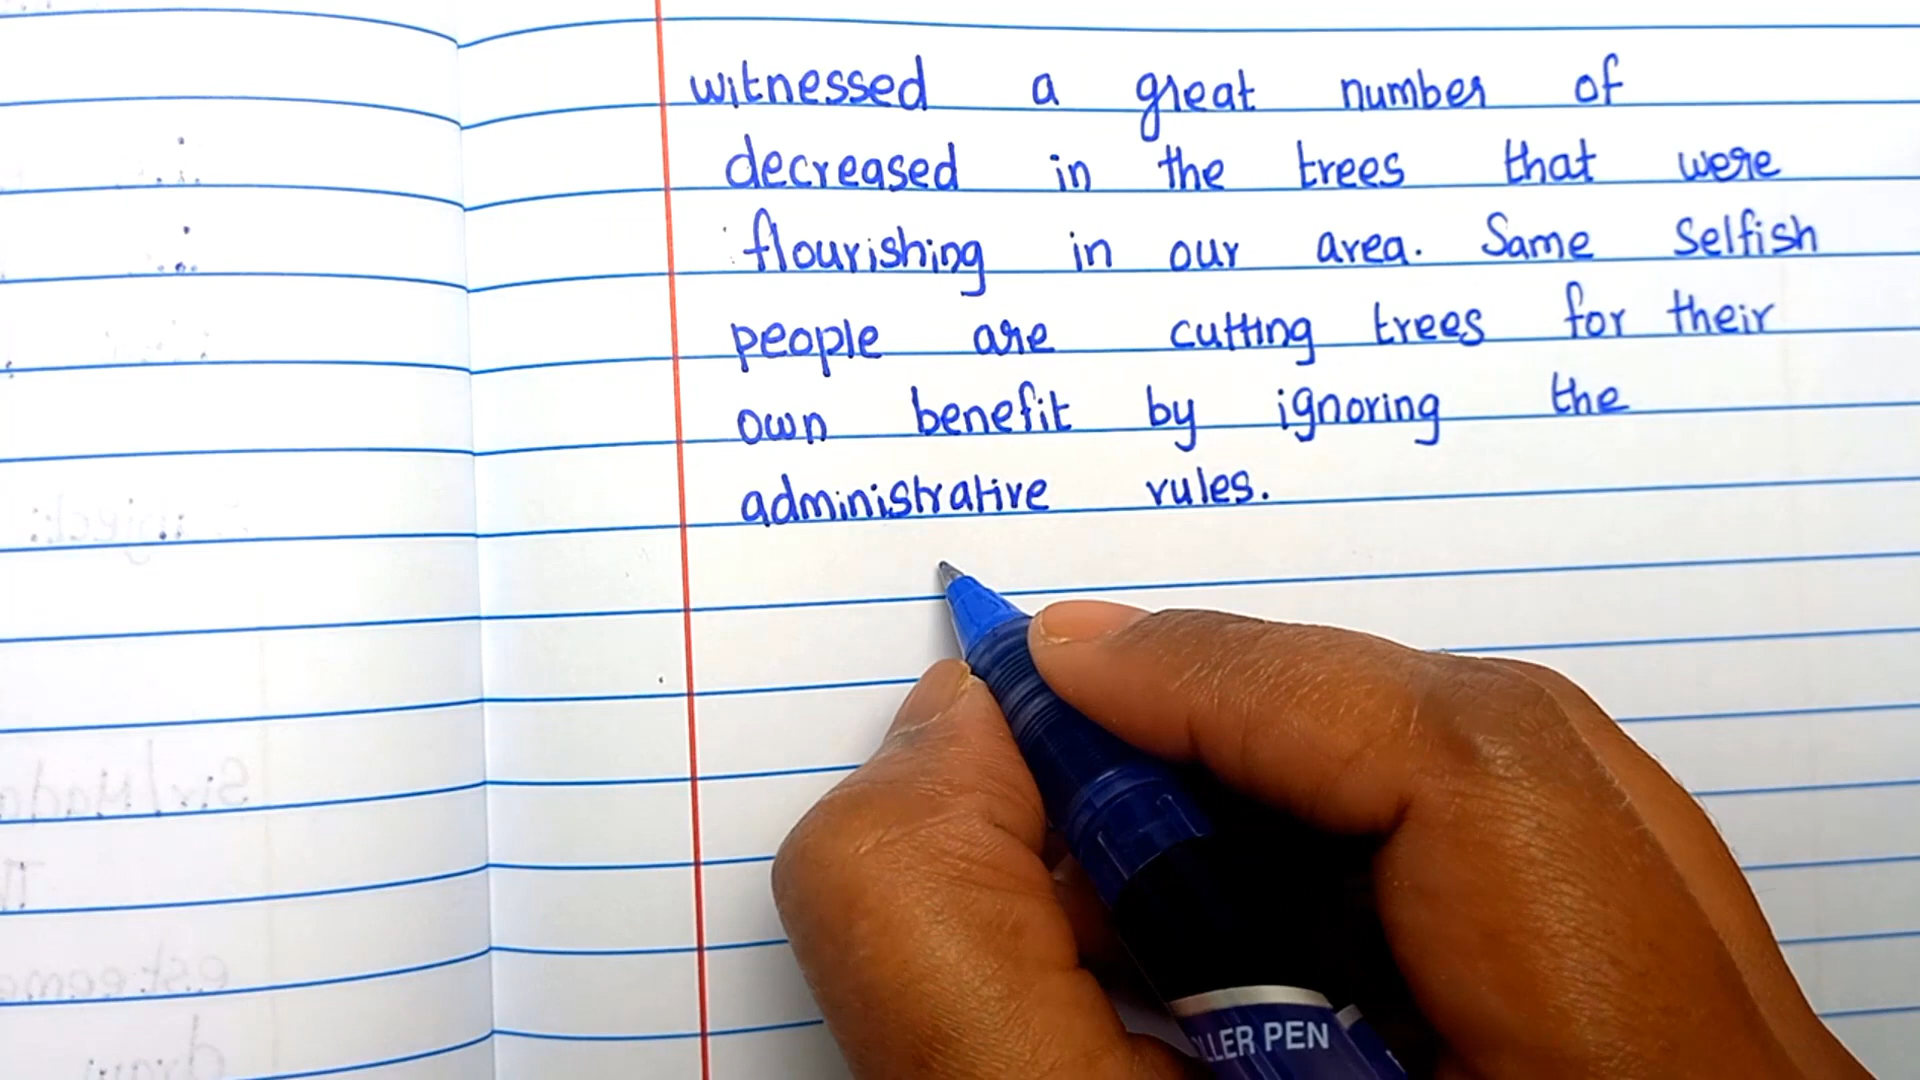 witnessed a great number of
decreased in the trees that were
flourishing in our area. Same Selfish
people are cutting trees for their
own benefit by ignoring the
administrative rules.
LLER PEN